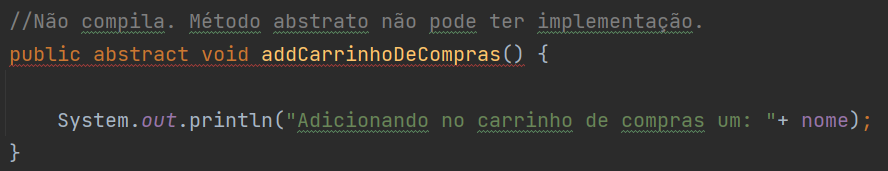 //Não compila. Método abstrato não pode ter implementação.
public abstract void addCarrinhoDeCompras() {
System.out.println("Adicionando no carrinho de compras um: "+ nome);
}